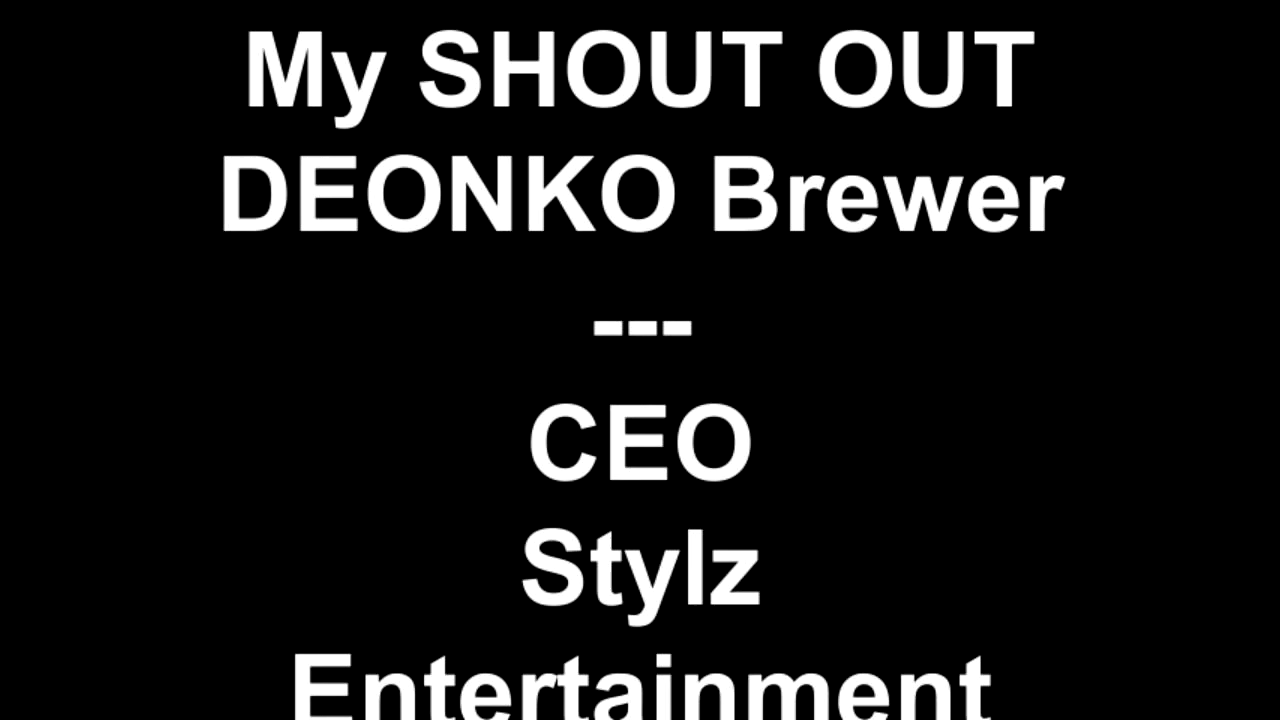 My SHOUT OUT
DEONKO Brewer
---
CEO
Stylz
Entertainment